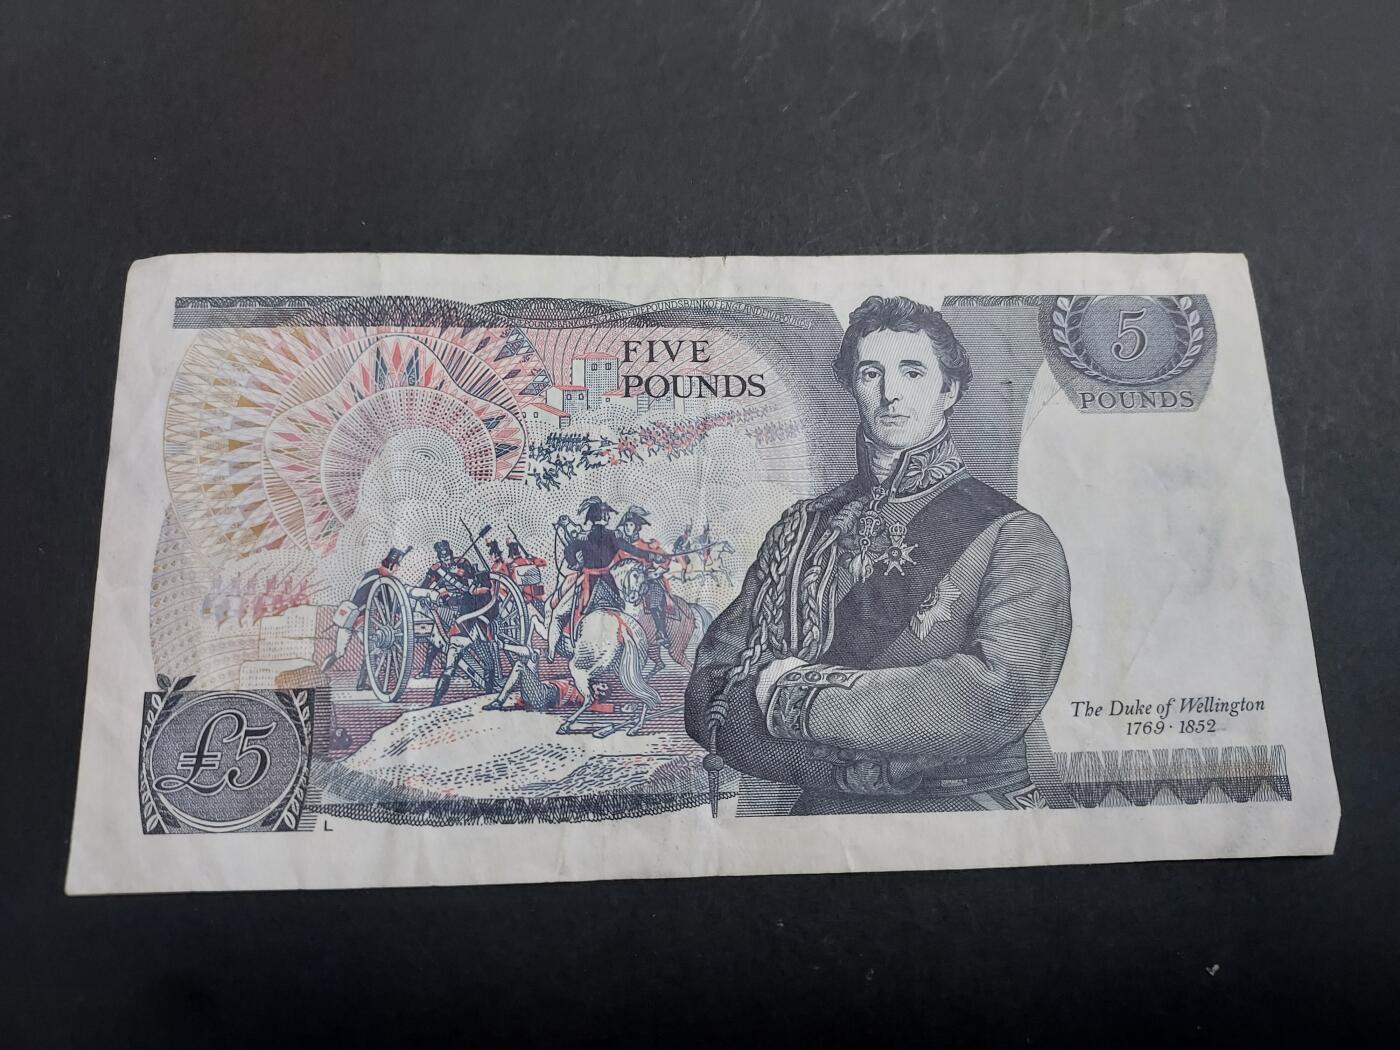 FIVE
POUNDS
5
POUNDS
The Duke of Wellington
1769 · 1852
£5
L